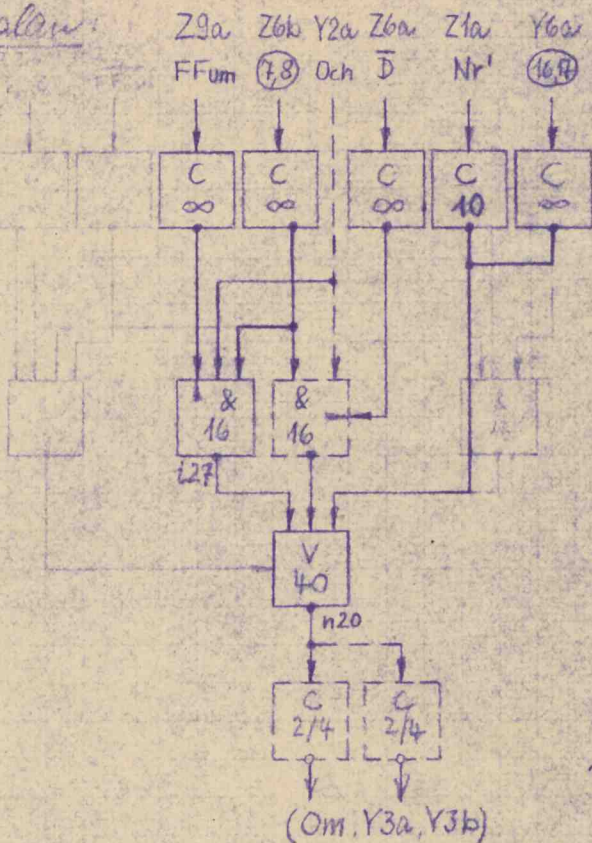 Z9a Z6b Y2a Z6a Z1a Y6a
FFum 7,8 Och D̅ Nr' 16,17
C C C C C
∞ ∞ ∞ 10 ∞
& &
16 16
i27
V
40
n20
C C
2/4 2/4
(Om, Y3a, Y3b)